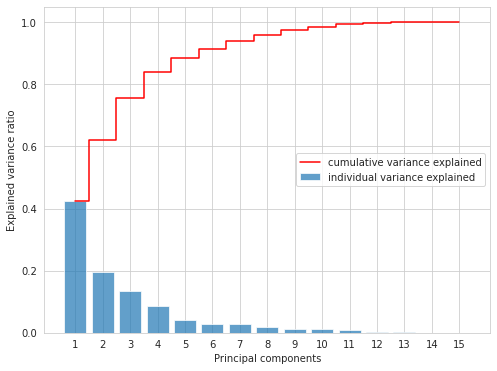 1.0
0.8
0.6
0.4
0.2
0.0
Explained variance ratio
cumulative variance explained
individual variance explained
1 2 3 4 5 6 7 8 9 10 11 12 13 14 15
Principal components